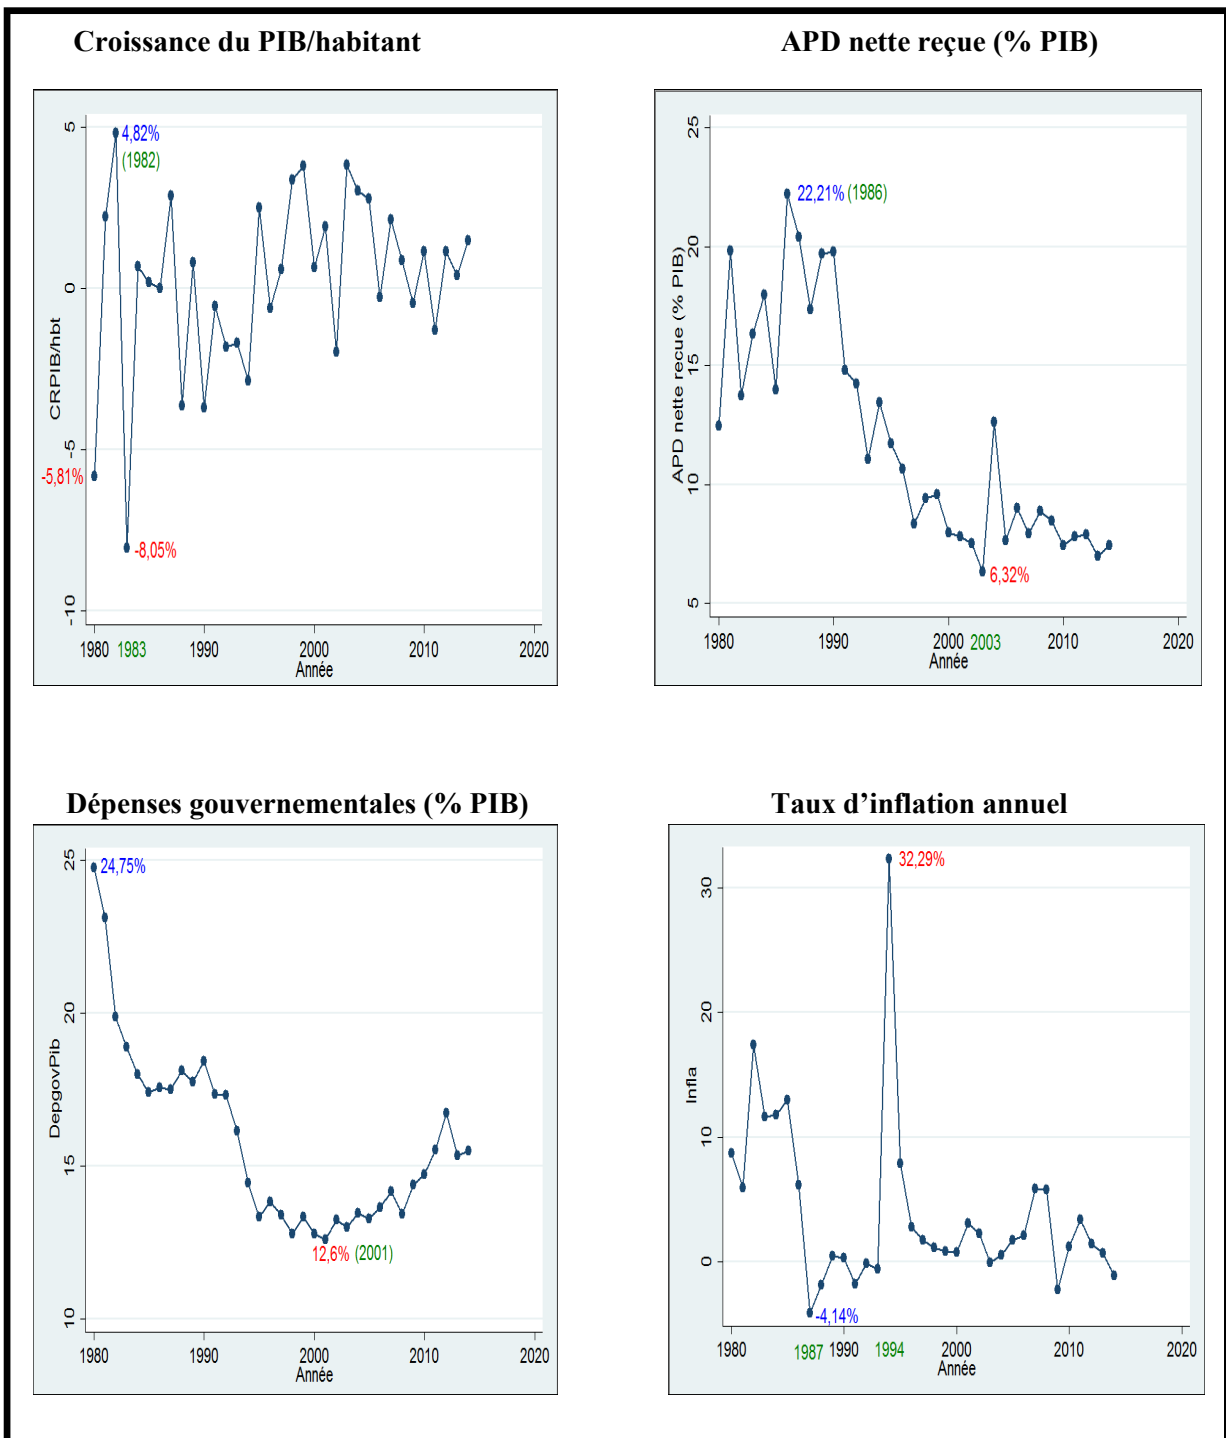 Croissance du PIB/habitant
CRPIB/hbt
5
0
-5
-10
4,82%
(1982)
-5,81%
-8,05%
1980 1983 1990 2000 2010 2020
Année
APD nette reçue (% PIB)
APD nette reçue (% PIB)
25
20
15
10
5
22,21% (1986)
6,32%
1980 1990 2000 2003 2010 2020
Année
Dépenses gouvernementales (% PIB)
DepgovPib
25
20
15
10
24,75%
12,6% (2001)
1980 1990 2000 2010 2020
Année
Taux d’inflation annuel
Infla
30
20
10
0
32,29%
-4,14%
1980 1987 1990 1994 2000 2010 2020
Année